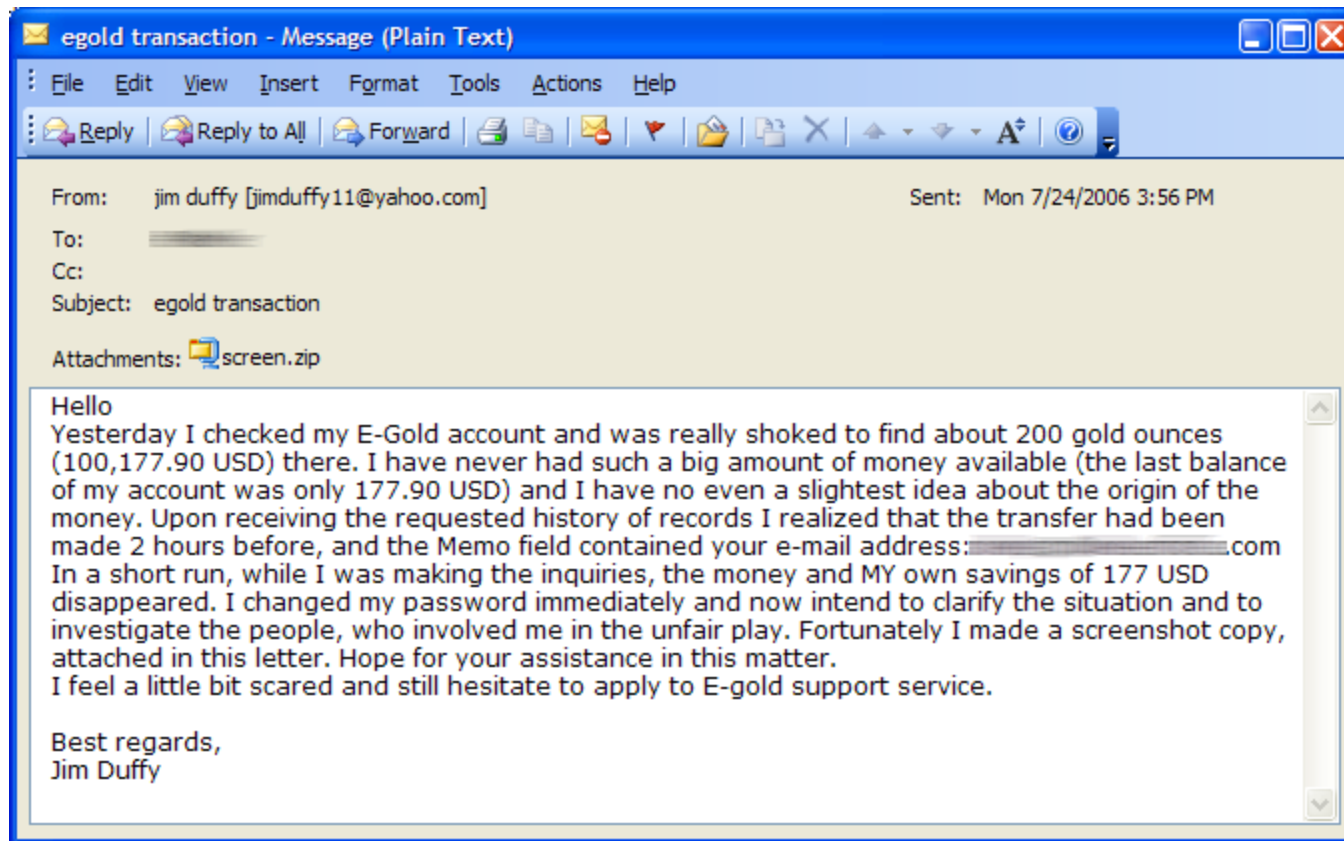 egold transaction - Message (Plain Text)
File Edit View Insert Format Tools Actions Help
Reply Reply to All Forward
From: jim duffy [jimduffy11@yahoo.com] Sent: Mon 7/24/2006 3:56 PM
To:
Cc:
Subject: egold transaction
Attachments: screen.zip
Hello
Yesterday I checked my E-Gold account and was really shoked to find about 200 gold ounces
(100,177.90 USD) there. I have never had such a big amount of money available (the last balance
of my account was only 177.90 USD) and I have no even a slightest idea about the origin of the
money. Upon receiving the requested history of records I realized that the transfer had been
made 2 hours before, and the Memo field contained your e-mail address: .com
In a short run, while I was making the inquiries, the money and MY own savings of 177 USD
disappeared. I changed my password immediately and now intend to clarify the situation and to
investigate the people, who involved me in the unfair play. Fortunately I made a screenshot copy,
attached in this letter. Hope for your assistance in this matter.
I feel a little bit scared and still hesitate to apply to E-gold support service.
Best regards,
Jim Duffy